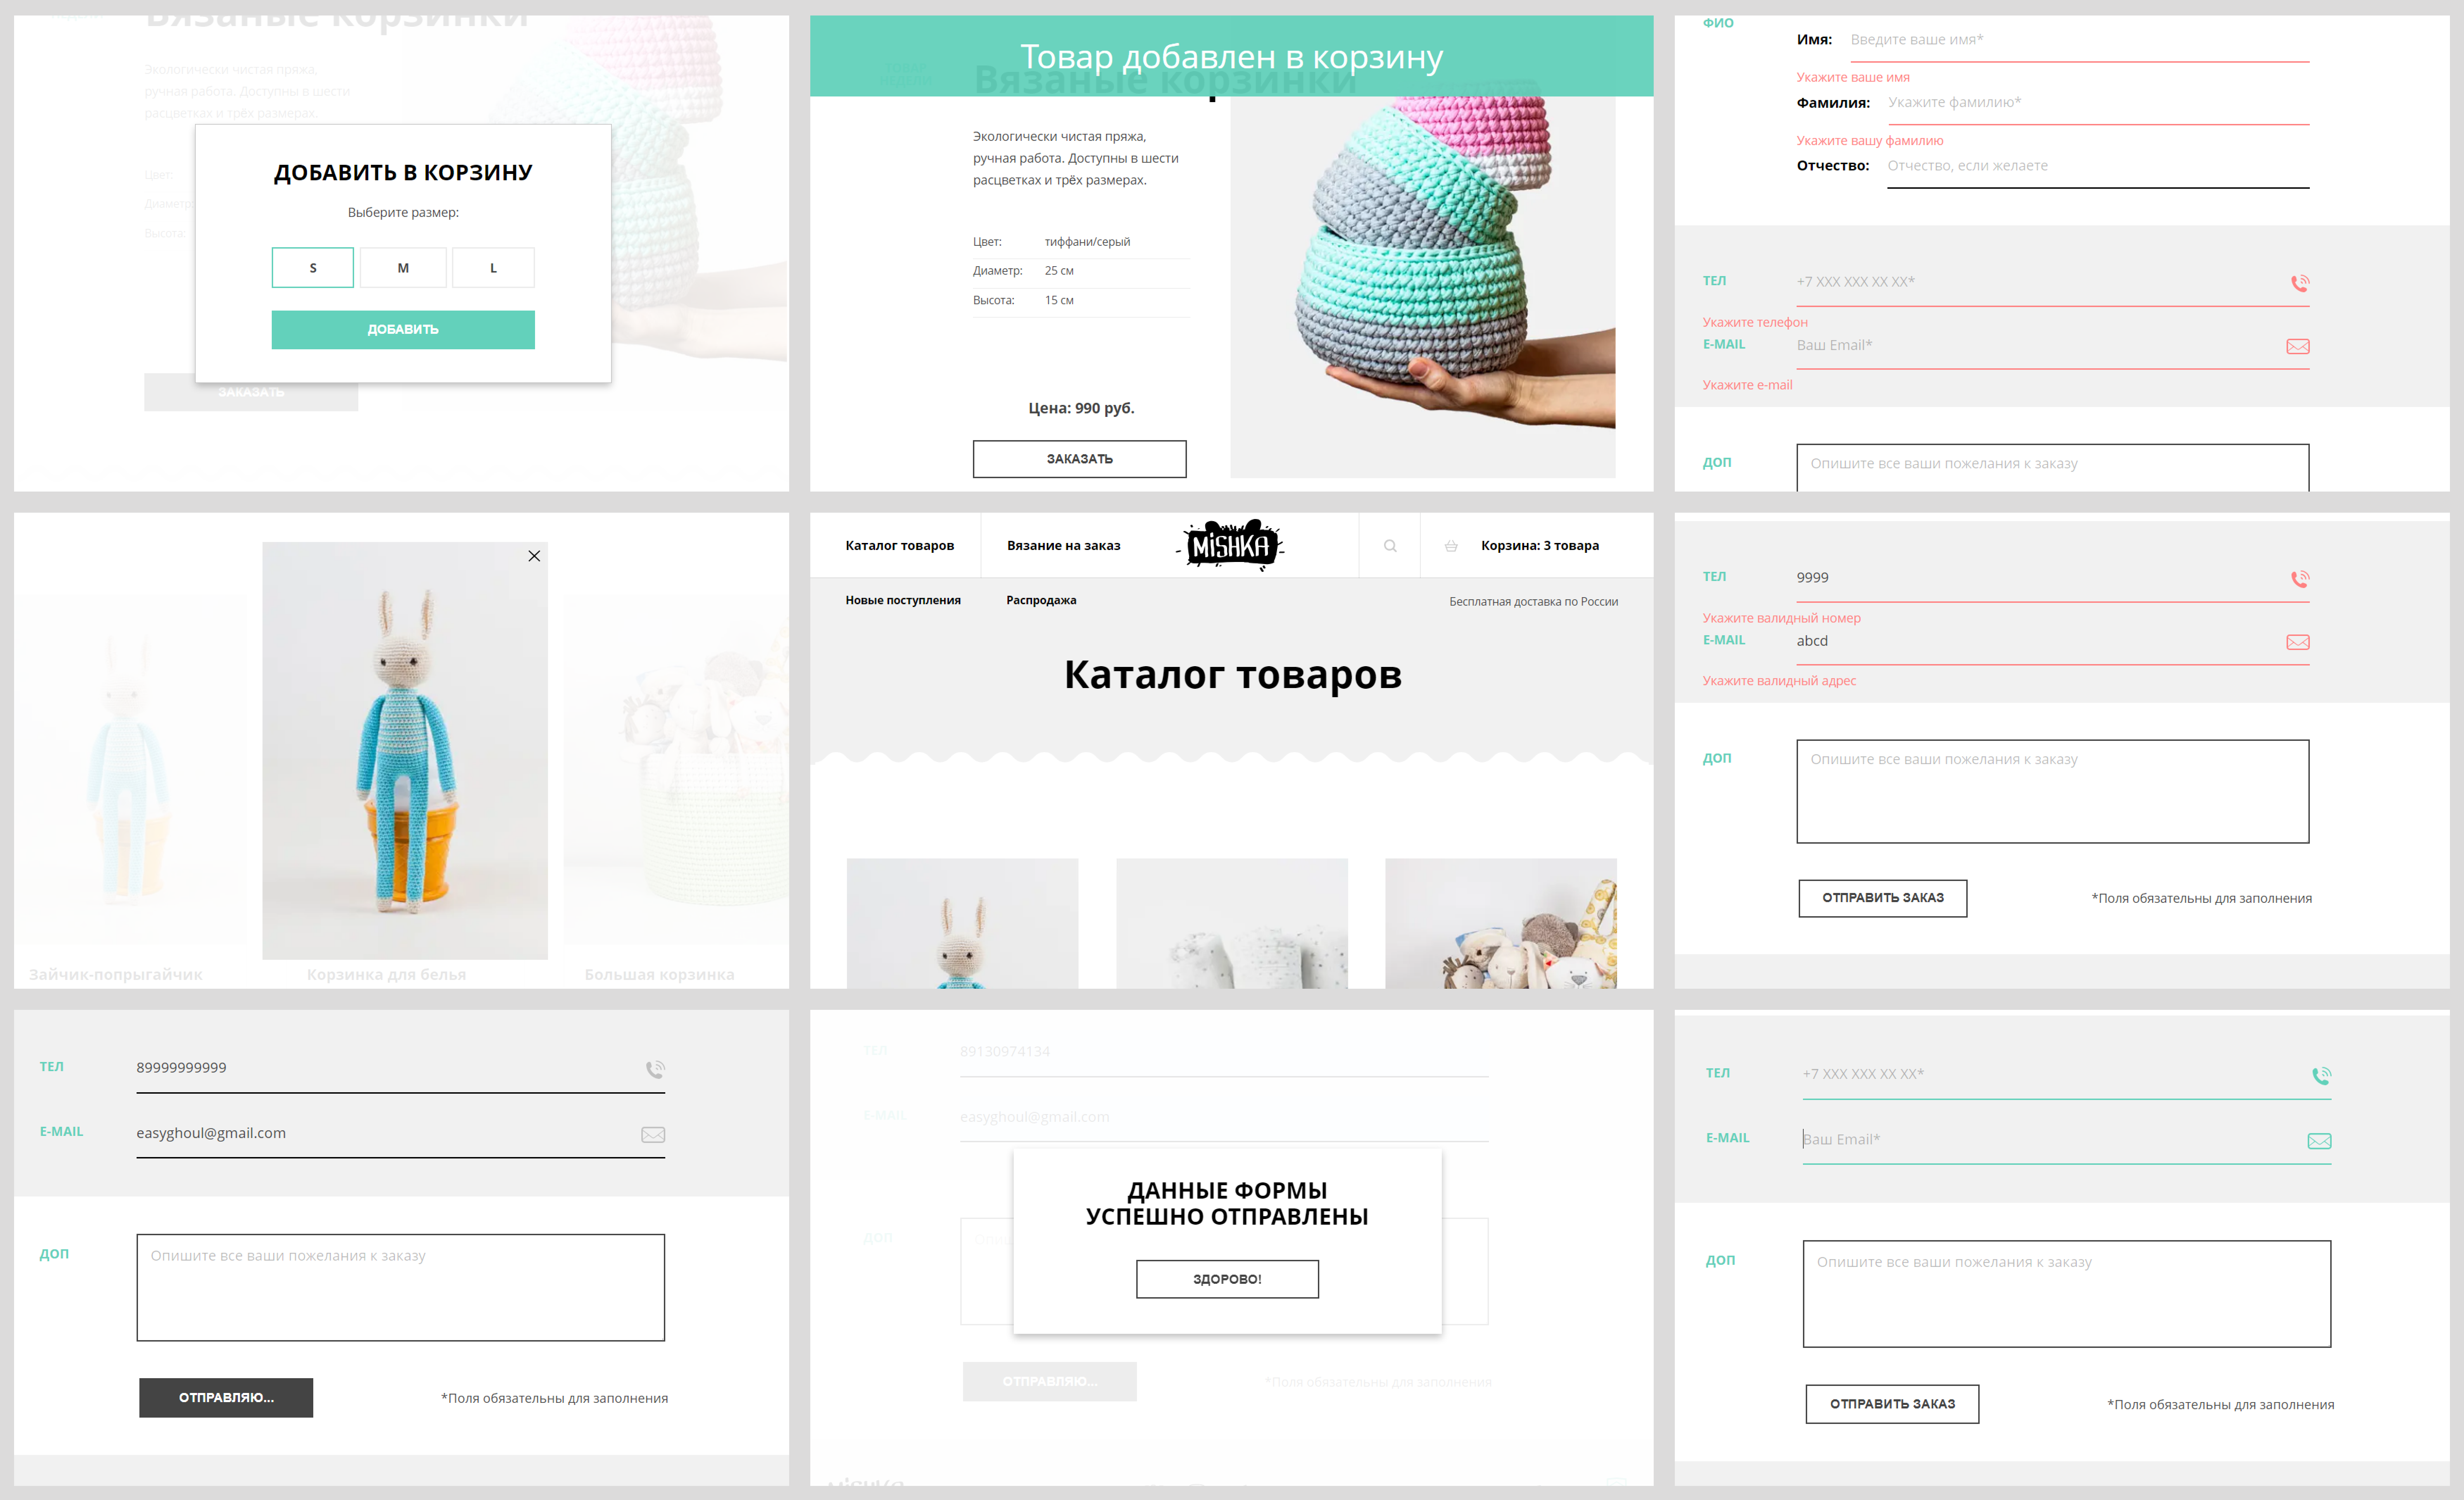 Вязаные корзинки
Экологически чистая пряжа,
ручная работа. Доступны в шести
расцветках и трёх размерах.
Цвет:
Диаметр:
Высота:
ДОБАВИТЬ В КОРЗИНУ
Выберите размер:
S M L
ДОБАВИТЬ
ЗАКАЗАТЬ
Товар добавлен в корзину
Вязаные корзинки
Экологически чистая пряжа,
ручная работа. Доступны в шести
расцветках и трёх размерах.
Цвет: тиффани/серый
Диаметр: 25 см
Высота: 15 см
Цена: 990 руб.
ЗАКАЗАТЬ
ФИО
Имя: Введите ваше имя*
Укажите ваше имя
Фамилия: Укажите фамилию*
Укажите вашу фамилию
Отчество: Отчество, если желаете
ТЕЛ +7 XXX XXX XX XX*
Укажите телефон
E-MAIL Ваш Email*
Укажите e-mail
ДОП Опишите все ваши пожелания к заказу
Зайчик-попрыгайчик
Корзинка для белья
Большая корзинка
Каталог товаров Вязание на заказ MiSHKA Корзина: 3 товара
Новые поступления Распродажа Бесплатная доставка по России
Каталог товаров
ТЕЛ 9999
Укажите валидный номер
E-MAIL abcd
Укажите валидный адрес
ДОП Опишите все ваши пожелания к заказу
ОТПРАВИТЬ ЗАКАЗ *Поля обязательны для заполнения
ТЕЛ 89999999999
E-MAIL easyghoul@gmail.com
ДОП Опишите все ваши пожелания к заказу
ОТПРАВЛЯЮ... *Поля обязательны для заполнения
ТЕЛ 89130974134
E-MAIL easyghoul@gmail.com
ДОП
ДАННЫЕ ФОРМЫ
УСПЕШНО ОТПРАВЛЕНЫ
ЗДОРОВО!
ОТПРАВЛЯЮ... *Поля обязательны для заполнения
ТЕЛ +7 XXX XXX XX XX*
E-MAIL Ваш Email*
ДОП Опишите все ваши пожелания к заказу
ОТПРАВИТЬ ЗАКАЗ *Поля обязательны для заполнения